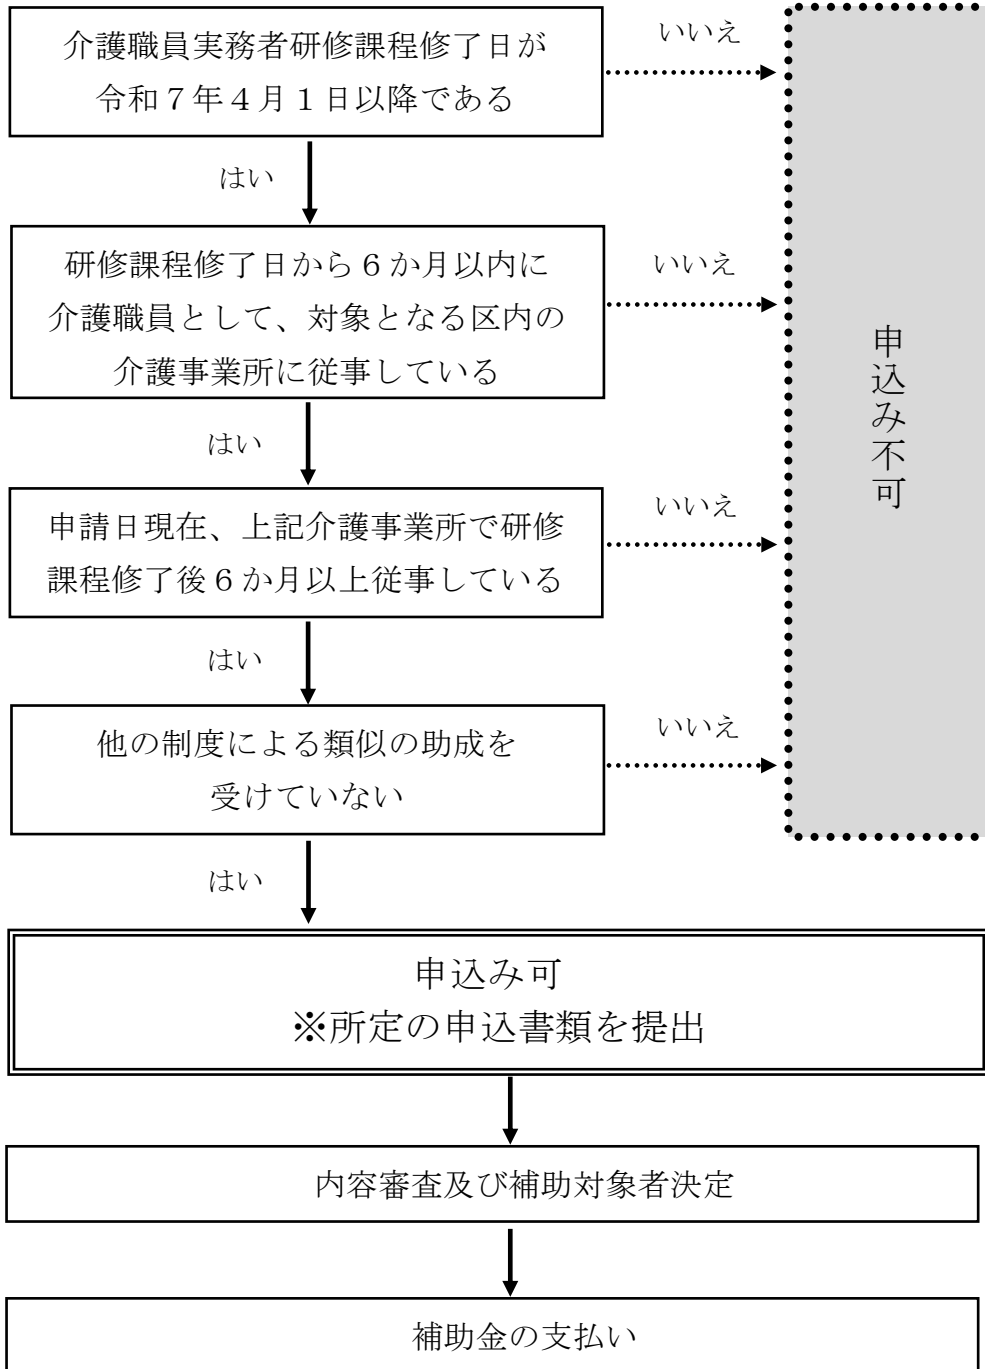 介護職員実務者研修課程修了日が
令和７年４月１日以降である
いいえ
はい
研修課程修了日から６か月以内に
介護職員として、対象となる区内の
介護事業所に従事している
いいえ
はい
申請日現在、上記介護事業所で研修
課程修了後６か月以上従事している
いいえ
はい
他の制度による類似の助成を
受けていない
いいえ
はい
申込み不可
申込み可
※所定の申込書類を提出
内容審査及び補助対象者決定
補助金の支払い